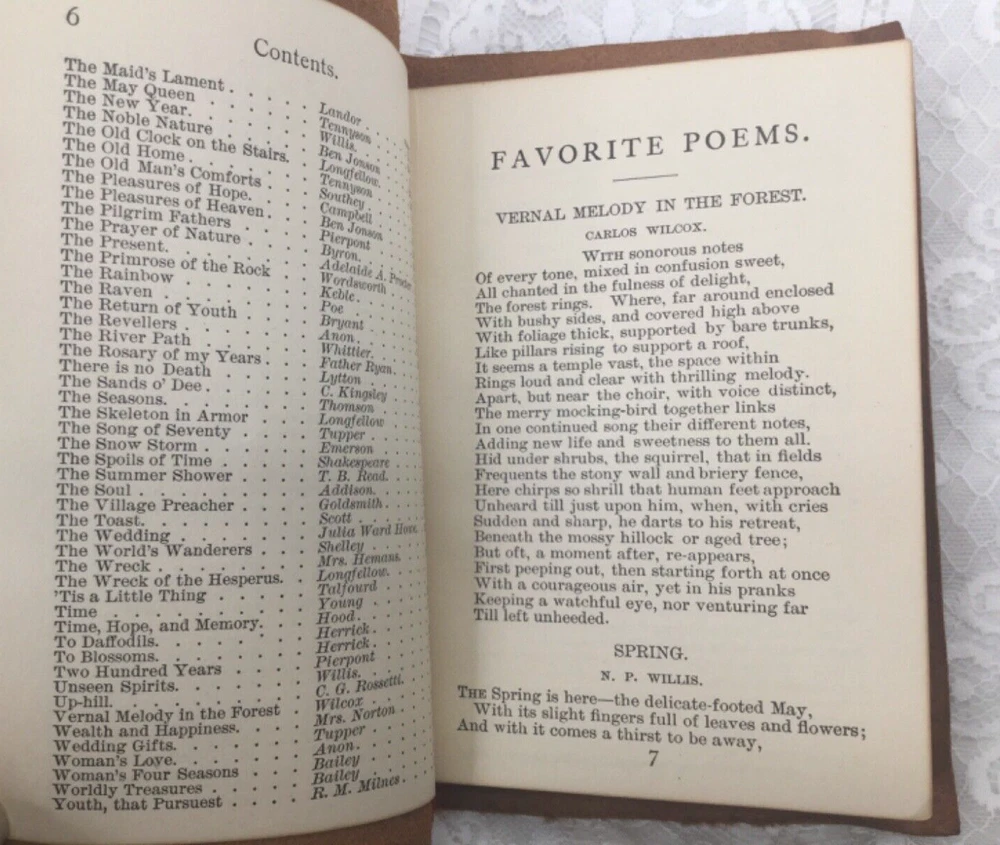 6
Contents.
The Maid's Lament . . . . . Landor
The May Queen . . . . . . Tennyson
The New Year. . . . . . . Willis. . .
The Noble Nature . . . . . Ben Jonson
The Old Clock on the Stairs. . Longfellow.
The Old Home . . . . . . . Tennyson
The Old Man's Comforts . . . . Southey . .
The Pleasures of Hope. . . . . Campbell . .
The Pleasures of Heaven . . . . Ben Jonson
The Pilgrim Fathers . . . . . Pierpont . .
The Prayer of Nature . . . . . Byron. . .
The Present. . . . . . . . Adelaide A. Procter
The Primrose of the Rock . . . Wordsworth . .
The Rainbow . . . . . . . Keble. . . .
The Raven . . . . . . . . Poe . . . .
The Return of Youth . . . . . Bryant . . .
The Revellers . . . . . . . Anon. . . .
The River Path . . . . . . Whittier. . .
The Rosary of my Years . . . . Father Ryan. .
There is no Death . . . . . . Lytton . . .
The Sands o' Dee . . . . . . C. Kingsley . .
The Seasons. . . . . . . . Thomson . . .
The Skeleton in Armor . . . . Longfellow . .
The Song of Seventy . . . . . Tupper . . .
The Snow Storm . . . . . . Emerson . . .
The Spoils of Time . . . . . Shakespeare . .
The Summer Shower . . . . . T. B. Read. . .
The Soul . . . . . . . . Addison. . . .
The Village Preacher . . . . . Goldsmith . . .
The Toast. . . . . . . . . Scott . . . .
The Wedding . . . . . . . Julia Ward Howe
The World's Wanderers . . . . Shelley . . .
The Wreck . . . . . . . . Mrs. Hemans . .
The Wreck of the Hesperus. . . Longfellow. . .
'Tis a Little Thing . . . . . Talfourd . . .
Time . . . . . . . . . . Young . . . .
Time, Hope, and Memory. . . . Hood. . . . .
To Daffodils. . . . . . . . Herrick . . . .
To Blossoms. . . . . . . . Herrick . . . .
Two Hundred Years . . . . . Pierpont . . .
Unseen Spirits. . . . . . . Willis. . . . .
Up-hill. . . . . . . . . . C. G. Rossetti. . .
Vernal Melody in the Forest . . Wilcox . . . .
Wealth and Happiness. . . . . Mrs. Norton . .
Wedding Gifts. . . . . . . Tupper . . . .
Woman's Love. . . . . . . . Anon. . . . .
Woman's Four Seasons . . . . Bailey . . . .
Worldly Treasures . . . . . . Bailey . . . .
Youth, that Pursuest . . . . . R. M. Milnes . .
FAVORITE POEMS.
VERNAL MELODY IN THE FOREST.
CARLOS WILCOX.
WITH sonorous notes
Of every tone, mixed in confusion sweet,
All chanted in the fulness of delight,
The forest rings. Where, far around enclosed
With bushy sides, and covered high above
With foliage thick, supported by bare trunks,
Like pillars rising to support a roof,
It seems a temple vast, the space within
Rings loud and clear with thrilling melody.
Apart, but near the choir, with voice distinct,
The merry mocking-bird together links
In one continued song their different notes,
Adding new life and sweetness to them all.
Hid under shrubs, the squirrel, that in fields
Frequents the stony wall and briery fence,
Here chirps so shrill that human feet approach
Unheard till just upon him, when, with cries
Sudden and sharp, he darts to his retreat,
Beneath the mossy hillock or aged tree;
But oft, a moment after, re-appears,
First peeping out, then starting forth at once
With a courageous air, yet in his pranks
Keeping a watchful eye, nor venturing far
Till left unheeded.
SPRING.
N. P. WILLIS.
THE Spring is here—the delicate-footed May,
With its slight fingers full of leaves and flowers;
And with it comes a thirst to be away,
7